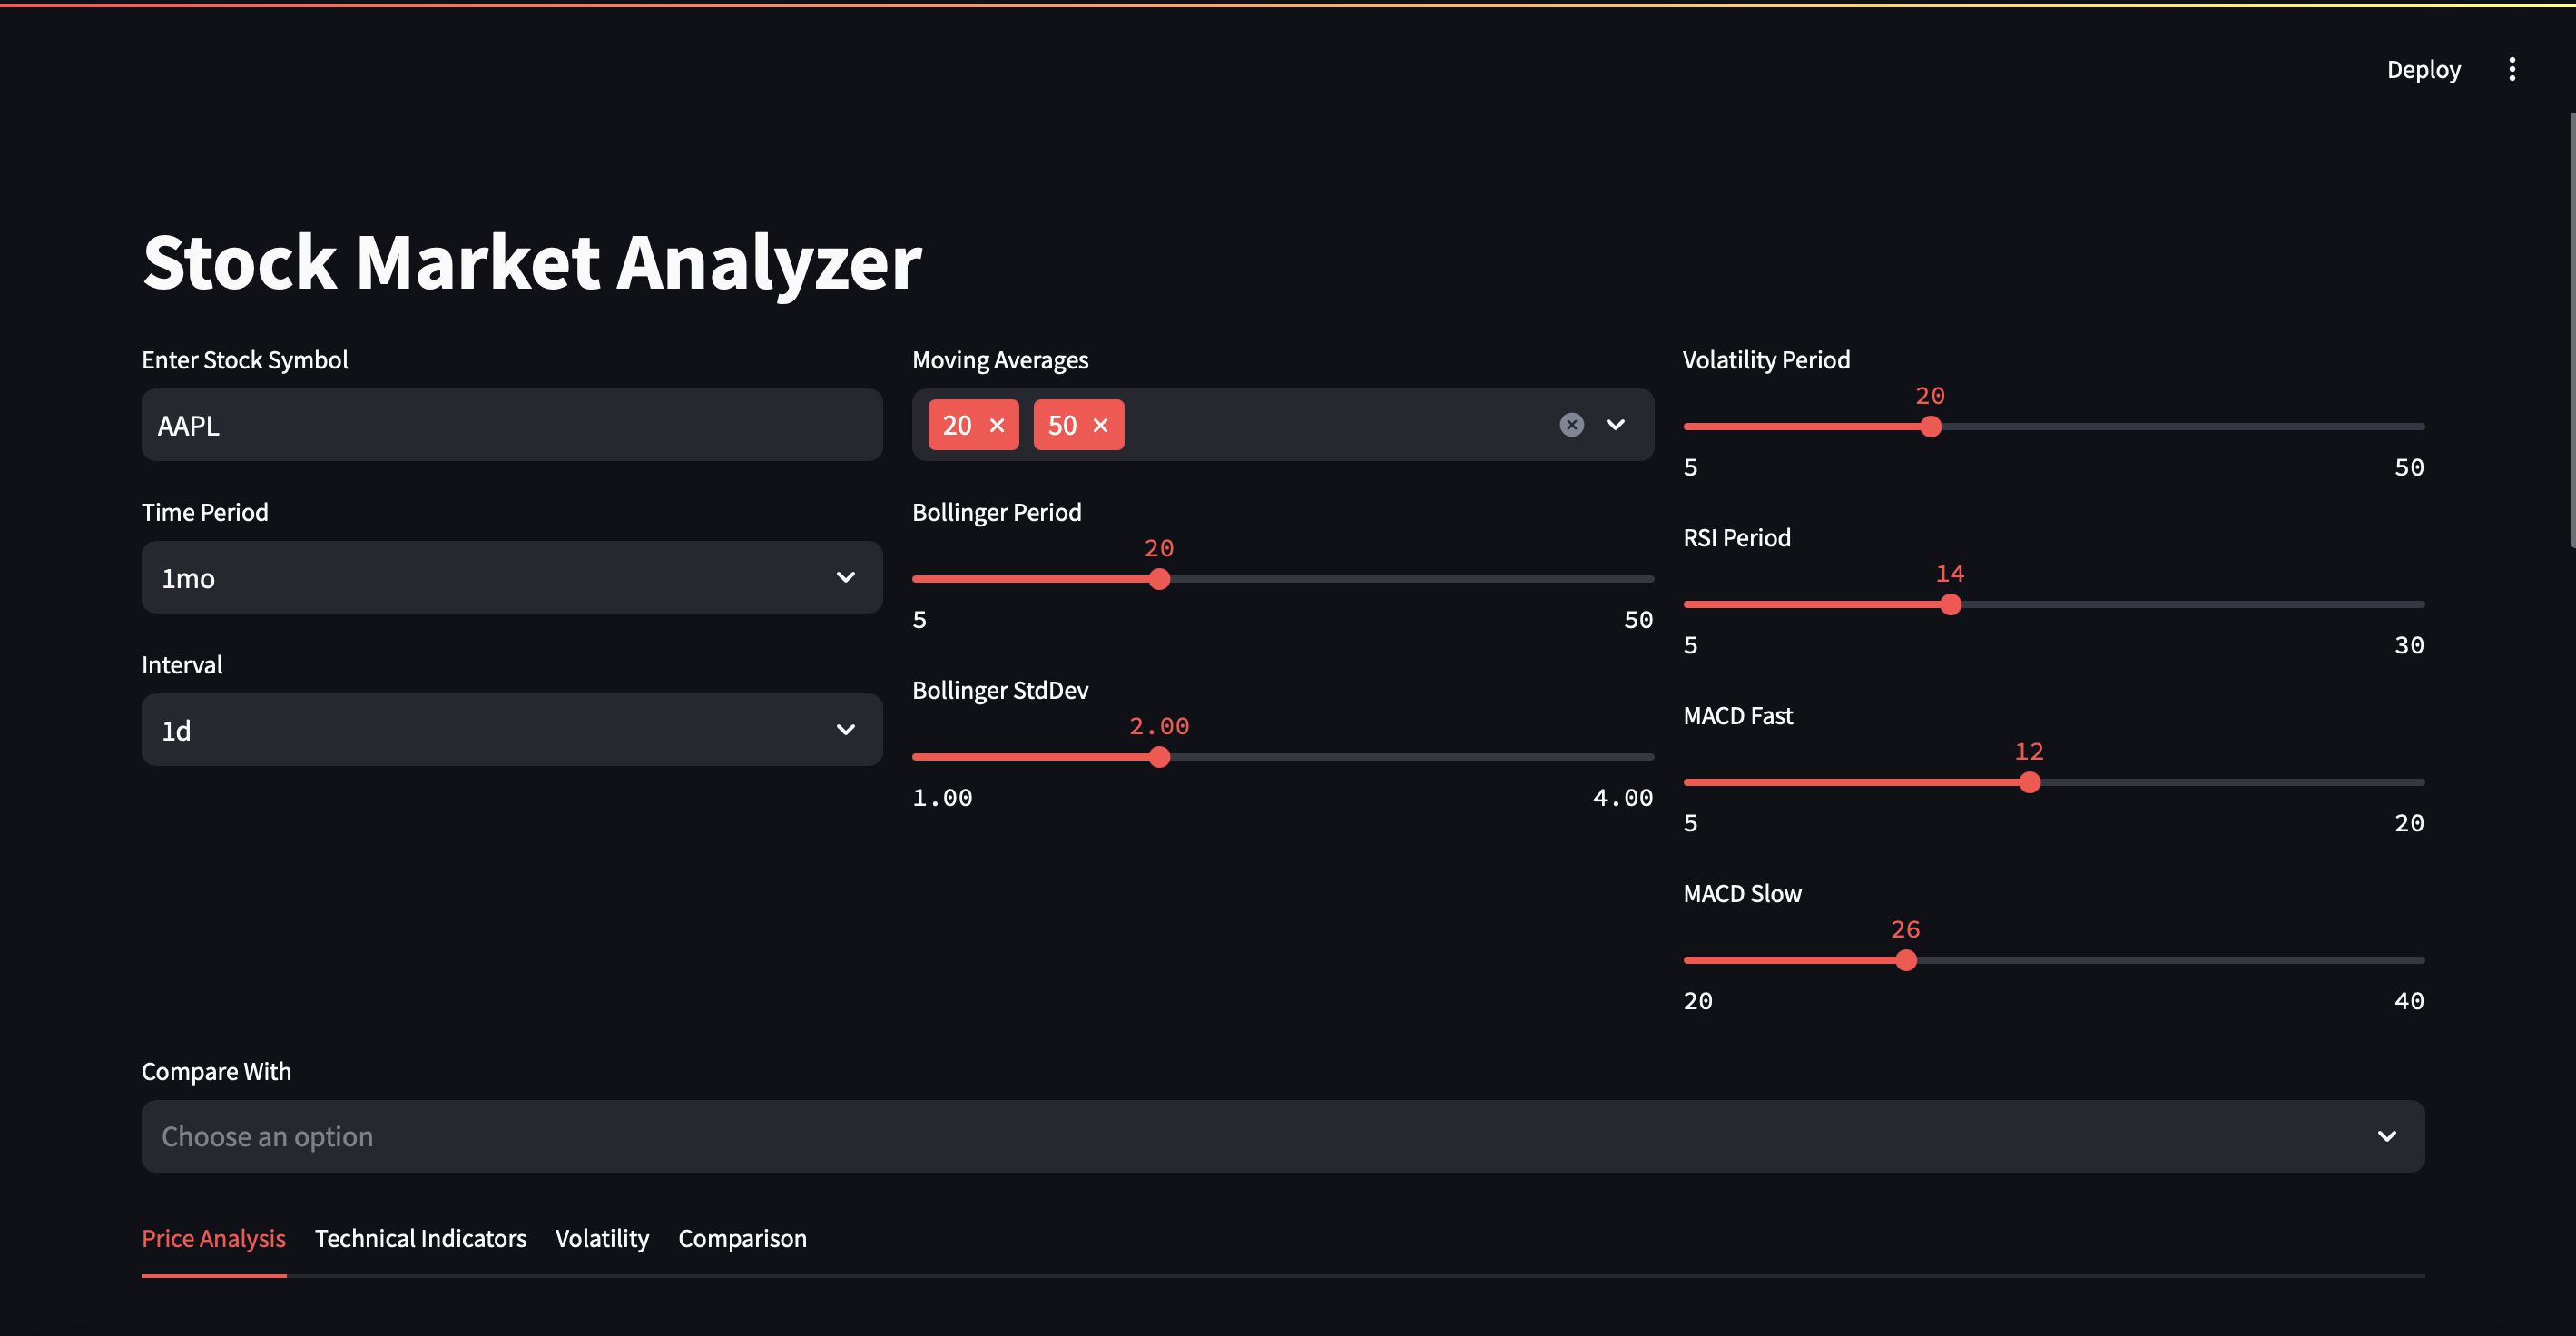 Deploy
Stock Market Analyzer
Enter Stock Symbol
AAPL
Time Period
1mo
Interval
1d
Moving Averages
20
50
Bollinger Period
20
5
50
Bollinger StdDev
2.00
1.00
4.00
Volatility Period
20
5
50
RSI Period
14
5
30
MACD Fast
12
5
20
MACD Slow
26
20
40
Compare With
Choose an option
Price Analysis Technical Indicators Volatility Comparison